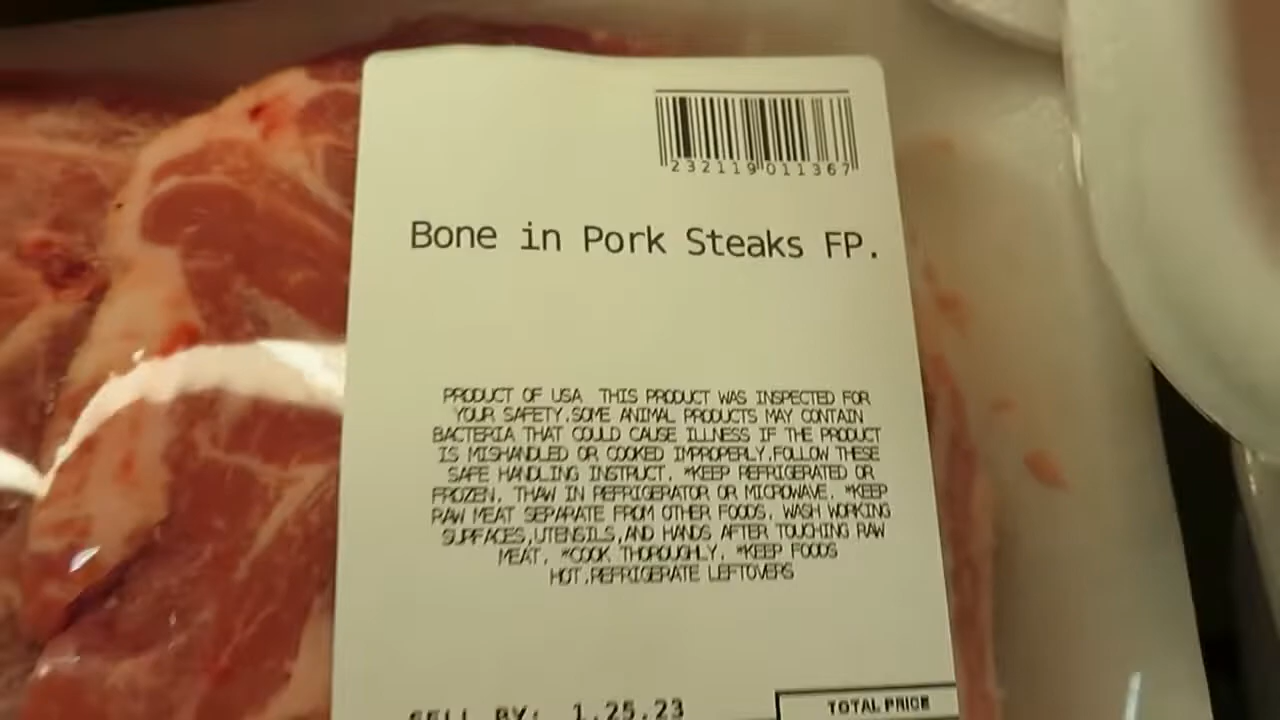 232119 011367
Bone in Pork Steaks FP.
PRODUCT OF USA THIS PRODUCT WAS INSPECTED FOR
YOUR SAFETY.SOME ANIMAL PRODUCTS MAY CONTAIN
BACTERIA THAT COULD CAUSE ILLNESS IF THE PRODUCT
IS MISHANDLED OR COOKED IMPROPERLY.FOLLOW THESE
SAFE HANDLING INSTRUCT. *KEEP REFRIGERATED OR
FROZEN. THAW IN REFRIGERATOR OR MICROWAVE. *KEEP
RAW MEAT SEPARATE FROM OTHER FOODS. WASH WORKING
SURFACES,UTENSILS,AND HANDS AFTER TOUCHING RAW
MEAT. *COOK THOROUGHLY. *KEEP FOODS
HOT.REFRIGERATE LEFTOVERS
SELL BY: 1.25.23
TOTAL PRICE